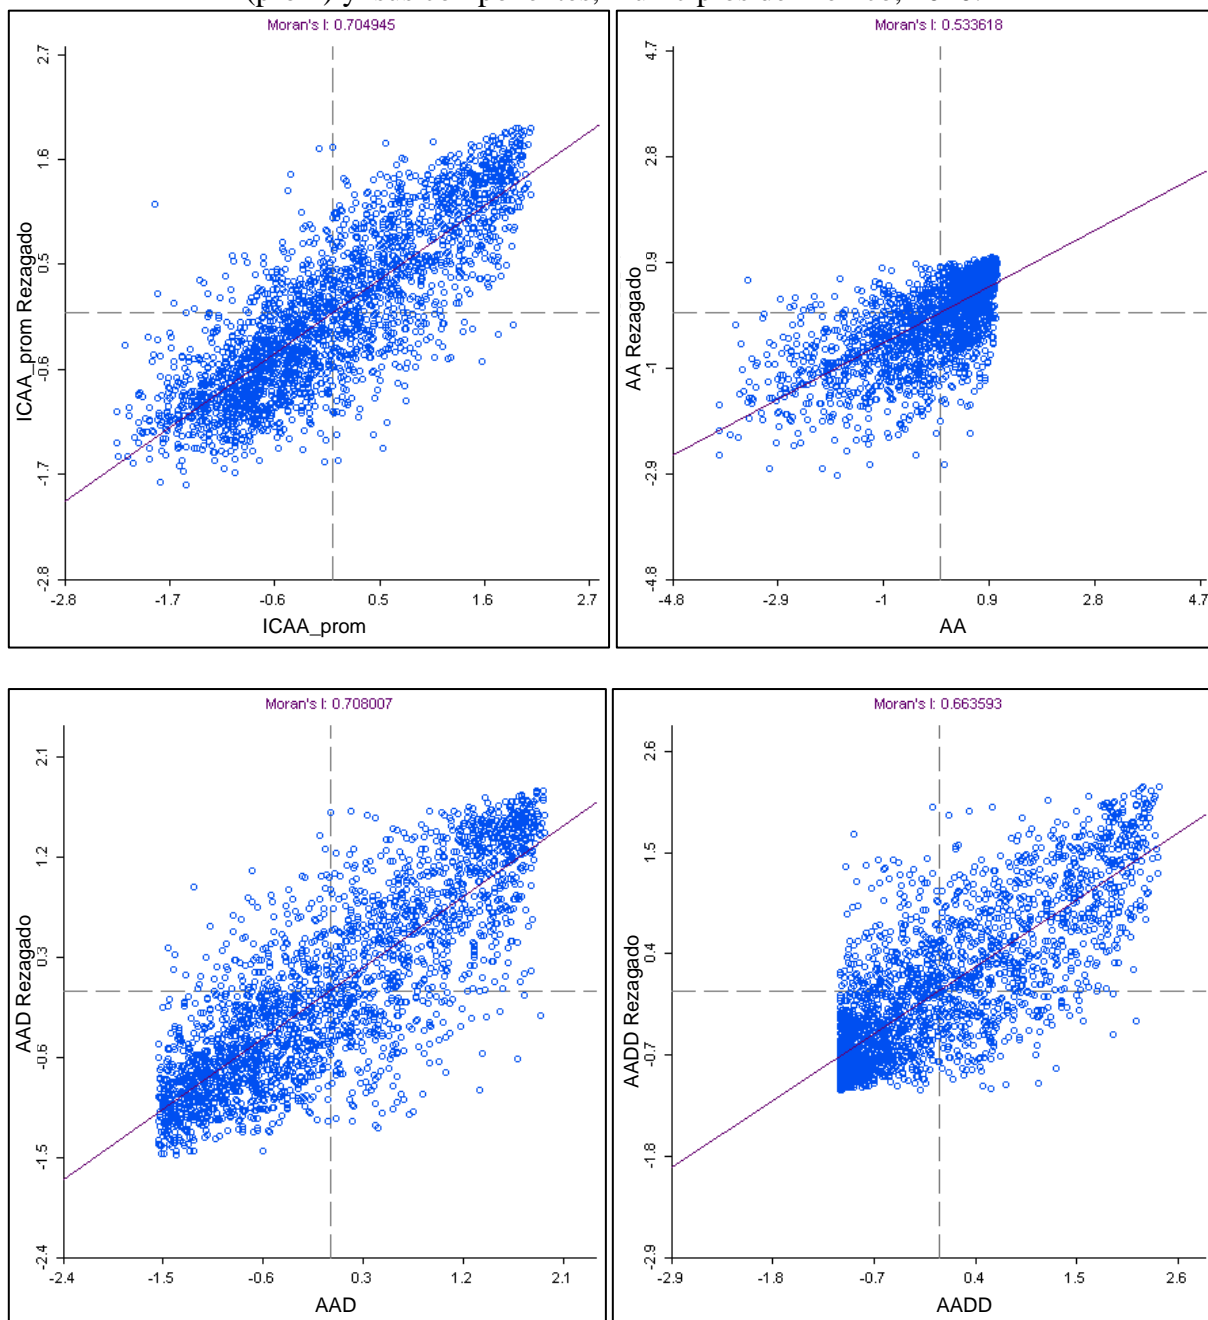 (prom) y sus componentes, municipios de México,
Moran's I: 0.704945
2.7
1.6
0.5
-0.6
-1.7
-2.8
ICAA_prom Rezagado
-2.8 -1.7 -0.6 0.5 1.6 2.7
ICAA_prom
Moran's I: 0.533618
4.7
2.8
0.9
-1
-2.9
-4.8
AA Rezagado
-4.8 -2.9 -1 0.9 2.8 4.7
AA
Moran's I: 0.708007
2.1
1.2
0.3
-0.6
-1.5
-2.4
AAD Rezagado
-2.4 -1.5 -0.6 0.3 1.2 2.1
AAD
Moran's I: 0.663593
2.6
1.5
0.4
-0.7
-1.8
-2.9
AADD Rezagado
-2.9 -1.8 -0.7 0.4 1.5 2.6
AADD